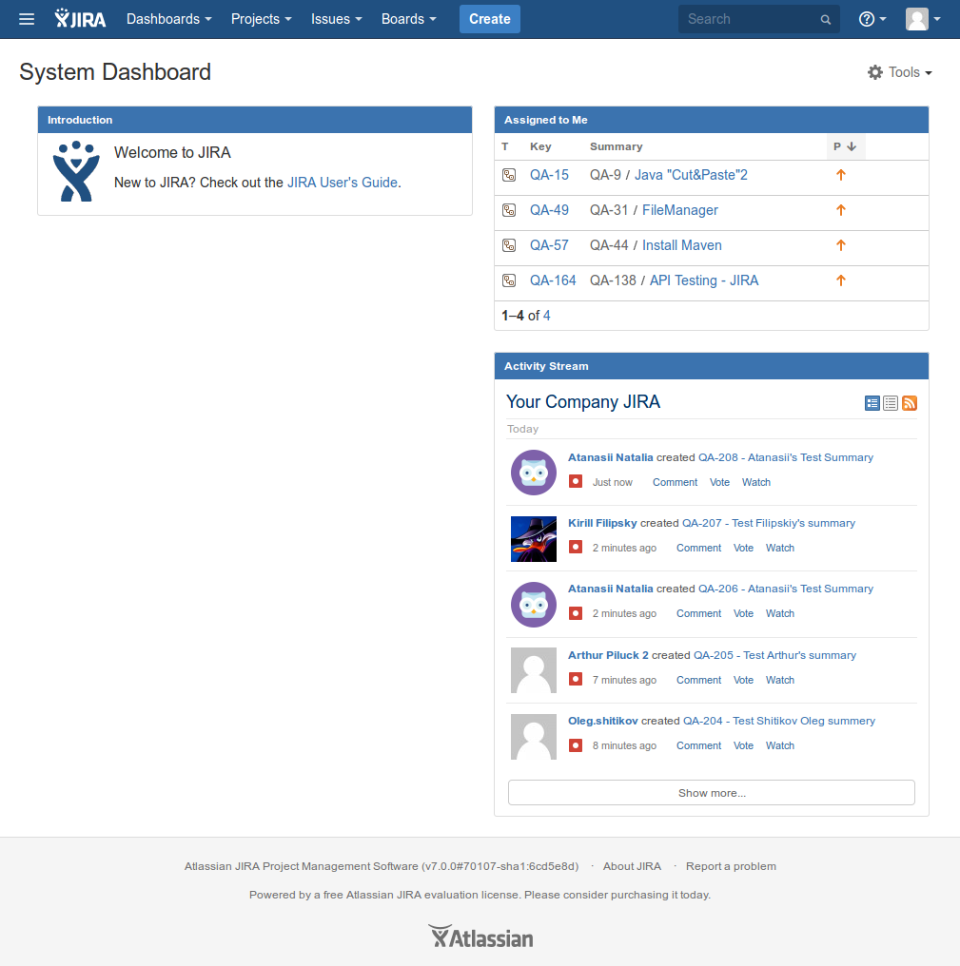 JIRA Dashboards Projects Issues Boards Create Search
System Dashboard
Tools
Introduction
Welcome to JIRA
New to JIRA? Check out the JIRA User's Guide.
Assigned to Me
T Key Summary P
QA-15 QA-9 / Java "Cut&Paste"2
QA-49 QA-31 / FileManager
QA-57 QA-44 / Install Maven
QA-164 QA-138 / API Testing - JIRA
1–4 of 4
Activity Stream
Your Company JIRA
Today
Atanasii Natalia created QA-208 - Atanasii's Test Summary
Just now Comment Vote Watch
Kirill Filipsky created QA-207 - Test Filipskiy's summary
2 minutes ago Comment Vote Watch
Atanasii Natalia created QA-206 - Atanasii's Test Summary
2 minutes ago Comment Vote Watch
Arthur Piluck 2 created QA-205 - Test Arthur's summary
7 minutes ago Comment Vote Watch
Oleg.shitikov created QA-204 - Test Shitikov Oleg summery
8 minutes ago Comment Vote Watch
Show more...
Atlassian JIRA Project Management Software (v7.0.0#70107-sha1:6cd5e8d) · About JIRA · Report a problem
Powered by a free Atlassian JIRA evaluation license. Please consider purchasing it today.
Atlassian